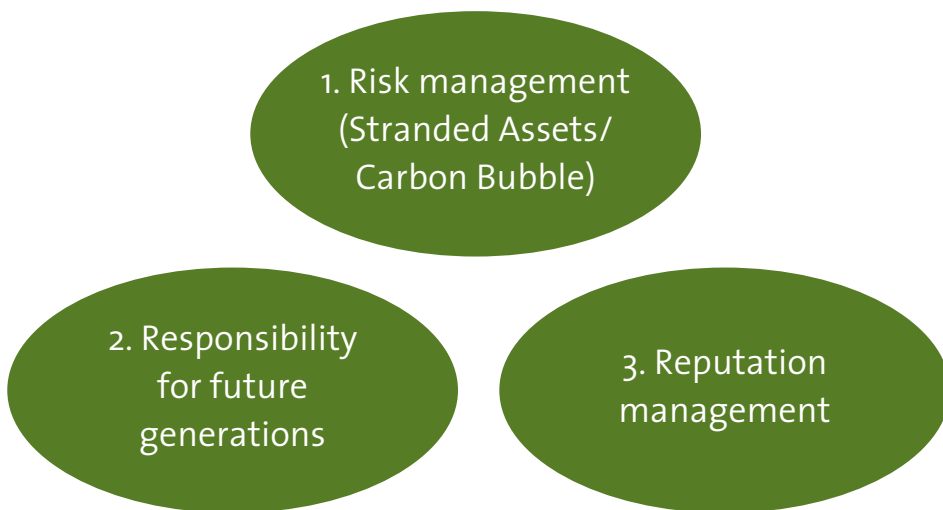 1. Risk management
(Stranded Assets/
Carbon Bubble)
2. Responsibility
for future
generations
3. Reputation
management